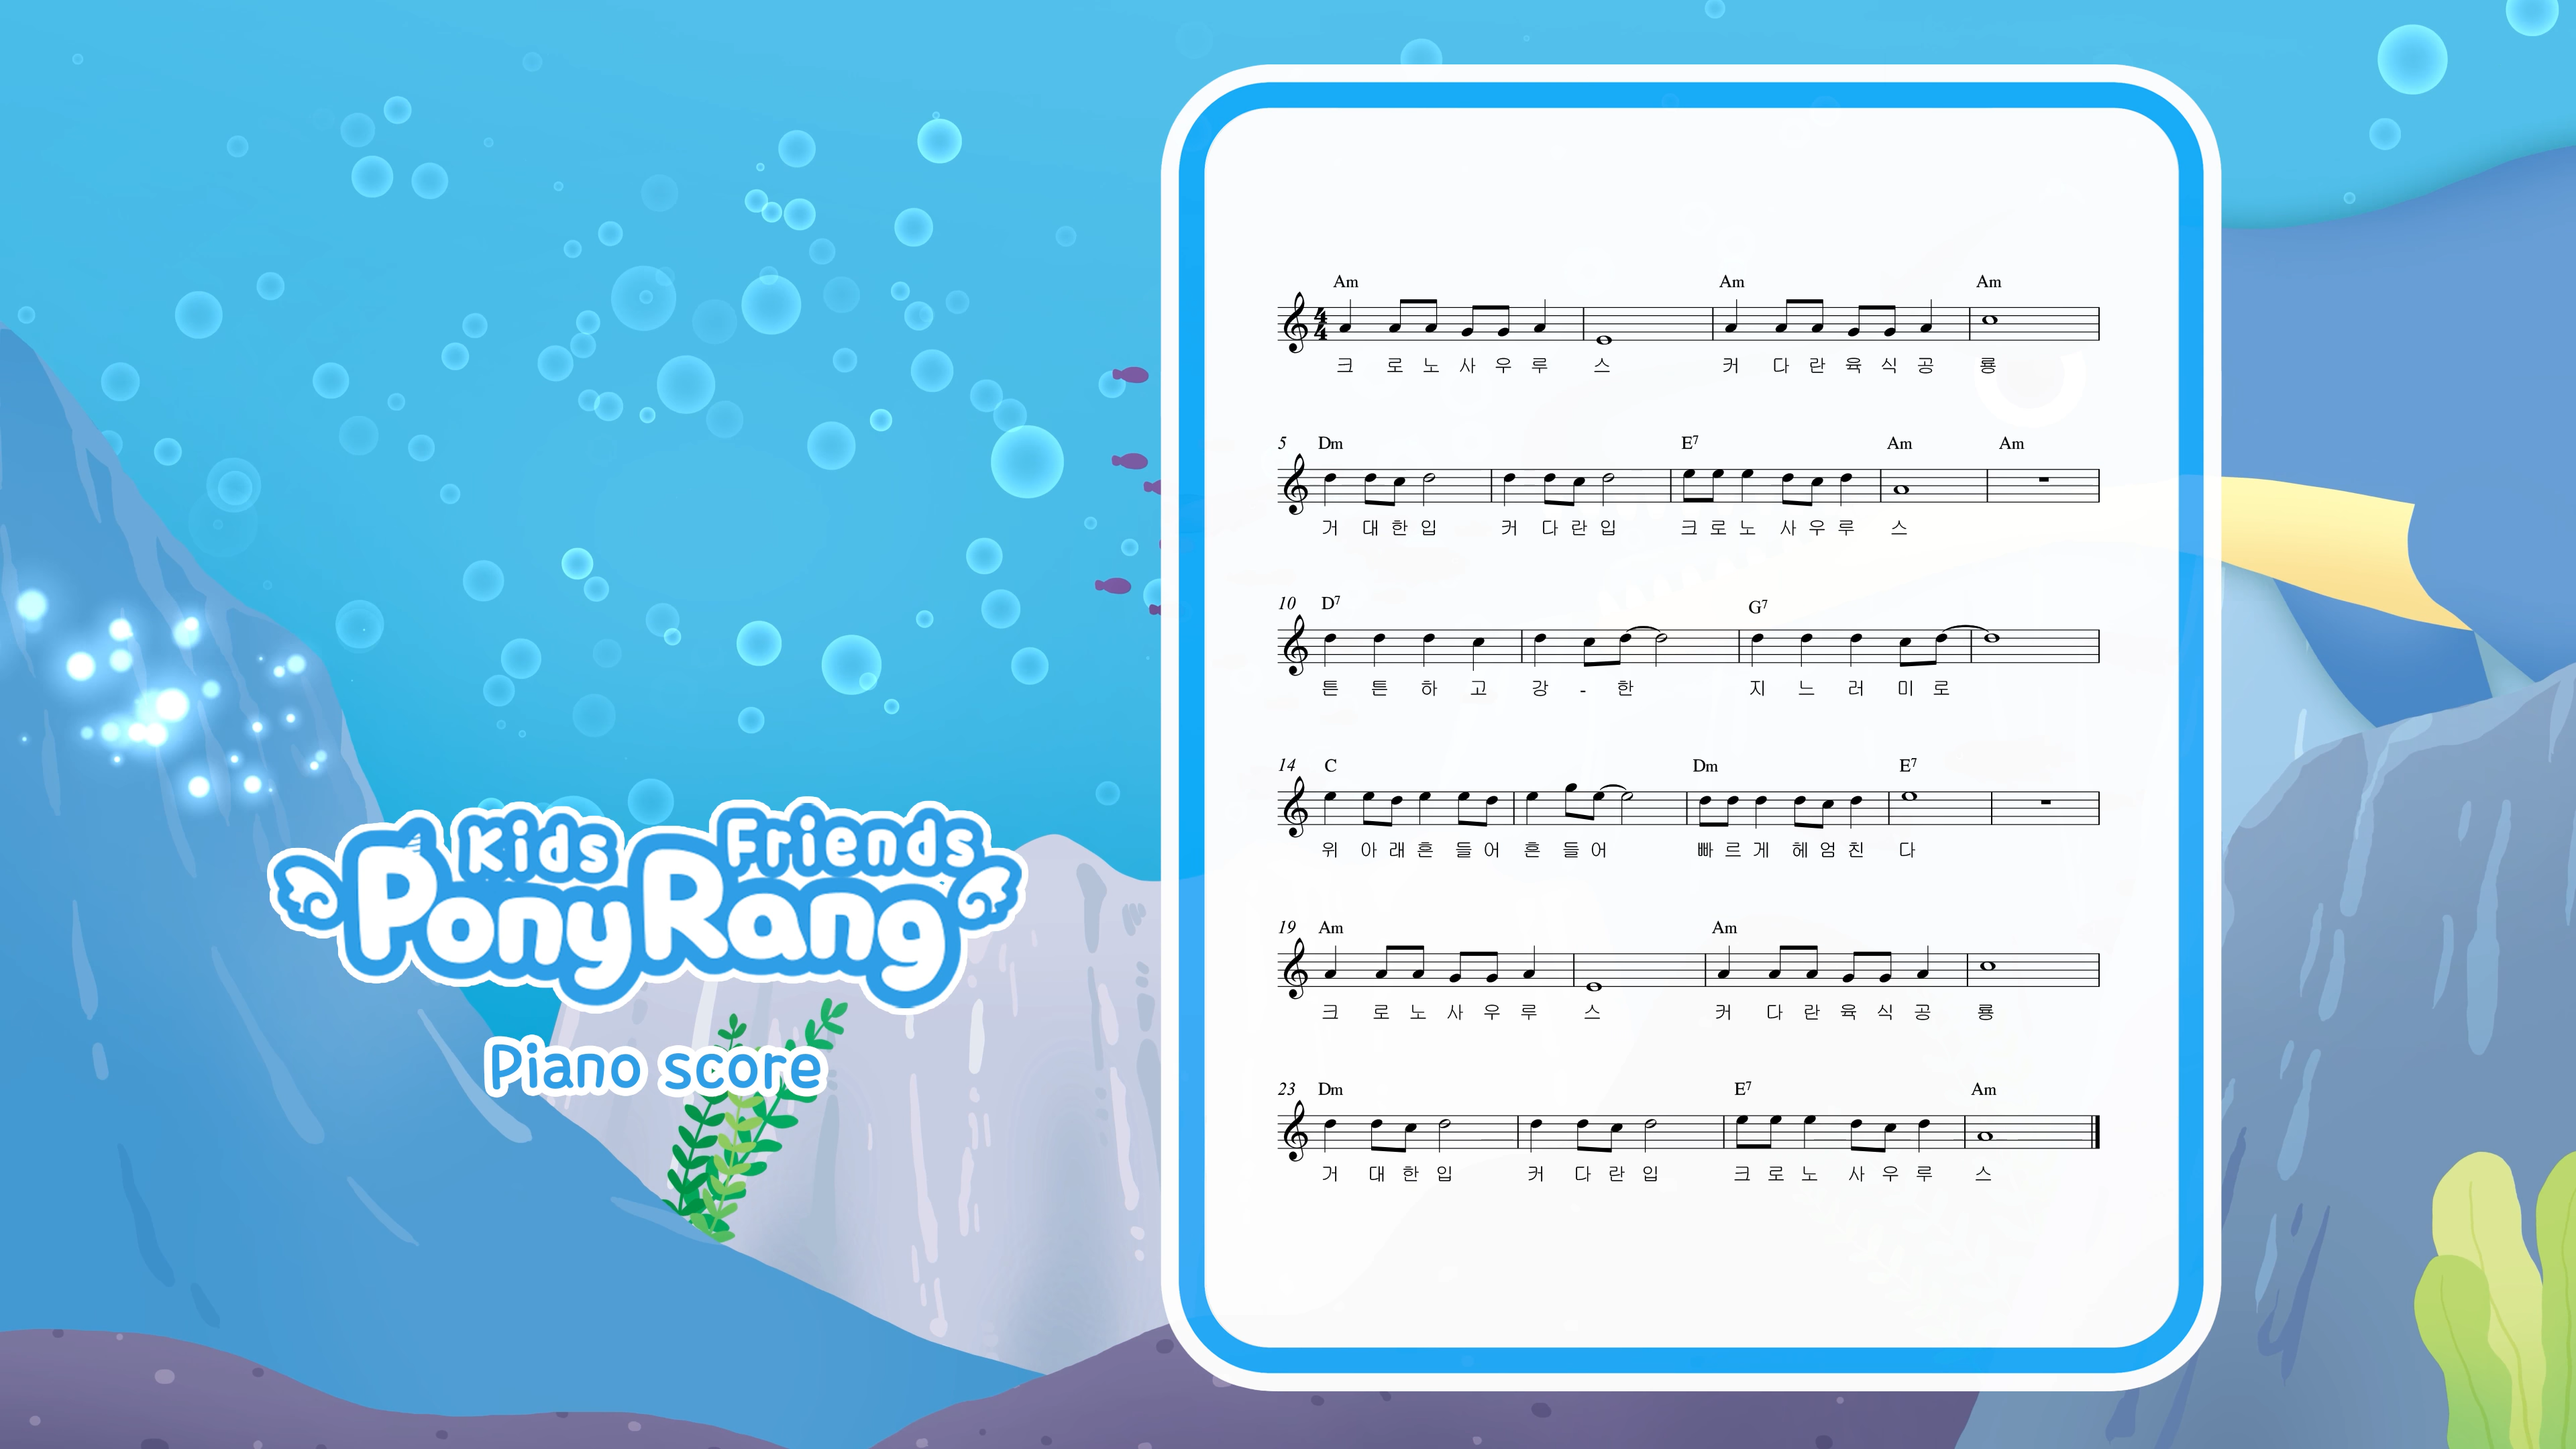 Kids Friends
PonyRang
Piano score
Am Am Am
4
4
크 로 노 사 우 루 스 커 다 란 육 식 공 룡
5 Dm E7 Am Am
거 대 한 입 커 다 란 입 크 로 노 사 우 루 스
10 D7 G7
튼 튼 하 고 강 - 한 지 느 러 미 로
14 C Dm E7
위 아 래 흔 들 어 흔 들 어 빠 르 게 헤 엄 친 다
19 Am Am
크 로 노 사 우 루 스 커 다 란 육 식 공 룡
23 Dm E7 Am
거 대 한 입 커 다 란 입 크 로 노 사 우 루 스